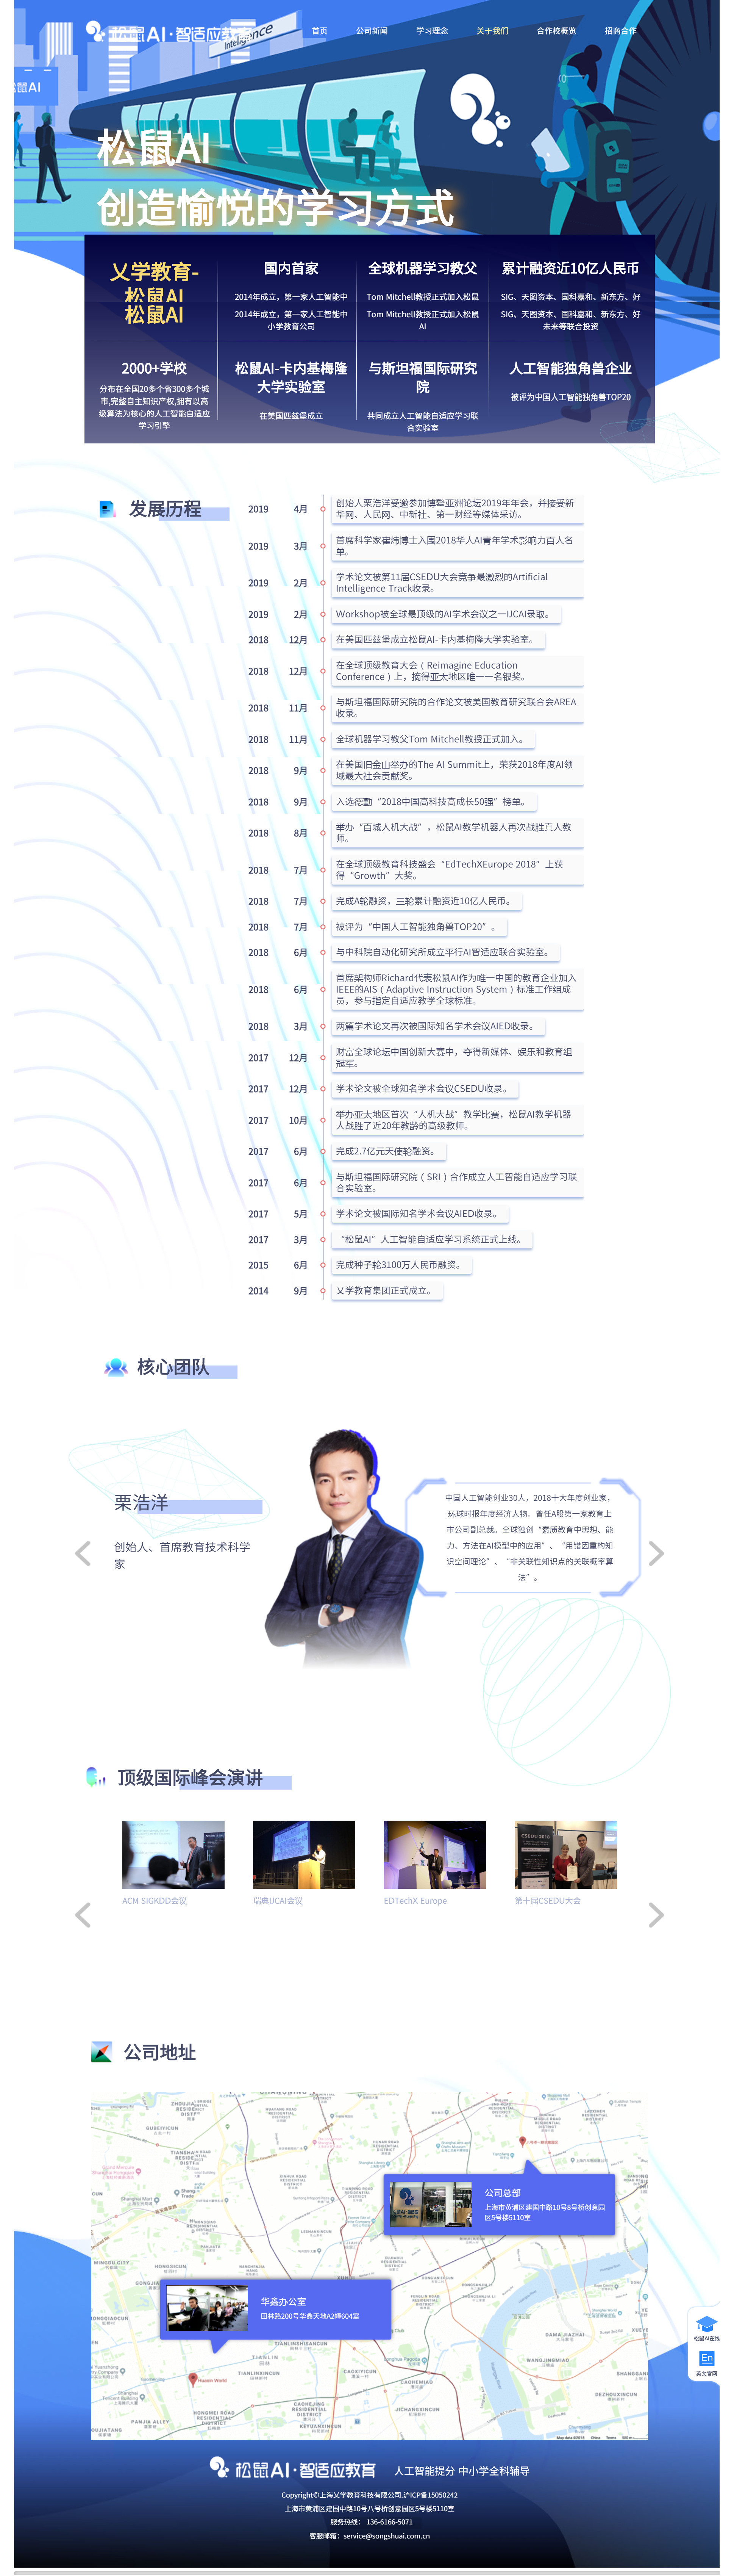 松鼠AI·智适应教育
Intelligence
首页
公司新闻
学习理念
关于我们
合作校概览
招商合作
松鼠AI
松鼠AI
创造愉悦的学习方式
乂学教育-
松鼠AI
松鼠AI
国内首家
2014年成立，第一家人工智能中
2014年成立，第一家人工智能中
小学教育公司
全球机器学习教父
Tom Mitchell教授正式加入松鼠
Tom Mitchell教授正式加入松鼠
AI
累计融资近10亿人民币
SIG、天图资本、国科嘉和、新东方、好
SIG、天图资本、国科嘉和、新东方、好
未来等联合投资
2000+学校
分布在全国20多个省300多个城
市,完整自主知识产权,拥有以高
级算法为核心的人工智能自适应
学习引擎
松鼠AI-卡内基梅隆
大学实验室
在美国匹兹堡成立
与斯坦福国际研究
院
共同成立人工智能自适应学习联
合实验室
人工智能独角兽企业
被评为中国人工智能独角兽TOP20
发展历程
2019 4月 创始人栗浩洋受邀参加博鳌亚洲论坛2019年年会，并接受新
华网、人民网、中新社、第一财经等媒体采访。
2019 3月 首席科学家崔炜博士入围2018华人AI青年学术影响力百人名
单。
2019 2月 学术论文被第11届CSEDU大会竞争最激烈的Artificial
Intelligence Track收录。
2019 2月 Workshop被全球最顶级的AI学术会议之一IJCAI录取。
2018 12月 在美国匹兹堡成立松鼠AI-卡内基梅隆大学实验室。
2018 12月 在全球顶级教育大会（Reimagine Education
Conference）上，摘得亚太地区唯一一名银奖。
2018 11月 与斯坦福国际研究院的合作论文被美国教育研究联合会AREA
收录。
2018 11月 全球机器学习教父Tom Mitchell教授正式加入。
2018 9月 在美国旧金山举办的The AI Summit上，荣获2018年度AI领
域最大社会贡献奖。
2018 9月 入选德勤“2018中国高科技高成长50强”榜单。
2018 8月 举办“百城人机大战”，松鼠AI教学机器人再次战胜真人教
师。
2018 7月 在全球顶级教育科技盛会“EdTechXEurope 2018”上获
得“Growth”大奖。
2018 7月 完成A轮融资，三轮累计融资近10亿人民币。
2018 7月 被评为“中国人工智能独角兽TOP20”。
2018 6月 与中科院自动化研究所成立平行AI智适应联合实验室。
2018 6月 首席架构师Richard代表松鼠AI作为唯一中国的教育企业加入
IEEE的AIS（Adaptive Instruction System）标准工作组成
员，参与指定自适应教学全球标准。
2018 3月 两篇学术论文再次被国际知名学术会议AIED收录。
2017 12月 财富全球论坛中国创新大赛中，夺得新媒体、娱乐和教育组
冠军。
2017 12月 学术论文被全球知名学术会议CSEDU收录。
2017 10月 举办亚太地区首次“人机大战”教学比赛，松鼠AI教学机器
人战胜了近20年教龄的高级教师。
2017 6月 完成2.7亿元天使轮融资。
2017 6月 与斯坦福国际研究院（SRI）合作成立人工智能自适应学习联
合实验室。
2017 5月 学术论文被国际知名学术会议AIED收录。
2017 3月 “松鼠AI”人工智能自适应学习系统正式上线。
2015 6月 完成种子轮3100万人民币融资。
2014 9月 乂学教育集团正式成立。
核心团队
栗浩洋
创始人、首席教育技术科学
家
中国人工智能创业30人，2018十大年度创业家，
环球时报年度经济人物。曾任A股第一家教育上
市公司副总裁。全球独创“素质教育中思想、能
力、方法在AI模型中的应用”、“用错因重构知
识空间理论”、“非关联性知识点的关联概率算
法”。
顶级国际峰会演讲
ACM SIGKDD会议
瑞典IJCAI会议
EDTechX Europe
第十届CSEDU大会
公司地址
公司总部
上海市黄浦区建国中路10号8号桥创意园
区5号楼5110室
华鑫办公室
田林路200号华鑫天地A2幢604室
Huaxin World
松鼠AI在线
En
英文官网
松鼠AI·智适应教育
人工智能提分 中小学全科辅导
Copyright©上海乂学教育科技有限公司,沪ICP备15050242
上海市黄浦区建国中路10号八号桥创意园区5号楼5110室
服务热线： 136-6166-5071
客服邮箱：service@songshuai.com.cn